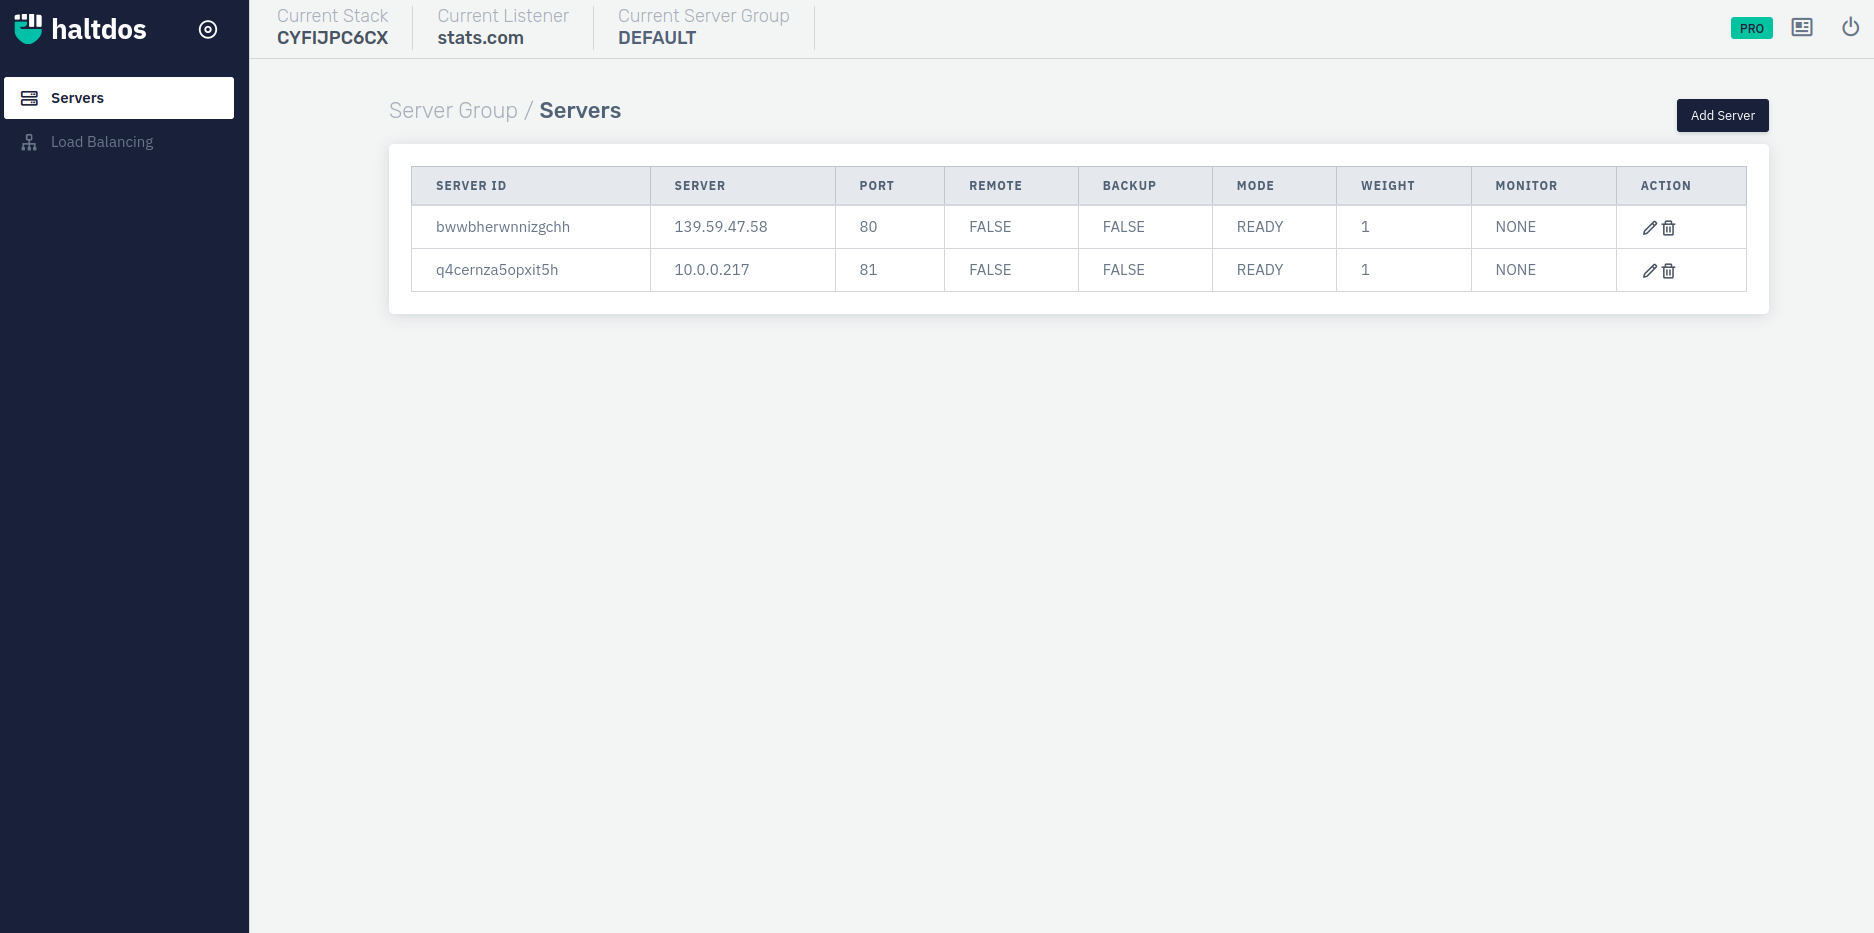 haltdos
Current Stack
CYFIJPC6CX
Current Listener
stats.com
Current Server Group
DEFAULT
PRO
Servers
Load Balancing
Server Group / Servers
Add Server
SERVER ID SERVER PORT REMOTE BACKUP MODE WEIGHT MONITOR ACTION
bwwbherwnnizgchh 139.59.47.58 80 FALSE FALSE READY 1 NONE
q4cernza5opxit5h 10.0.0.217 81 FALSE FALSE READY 1 NONE